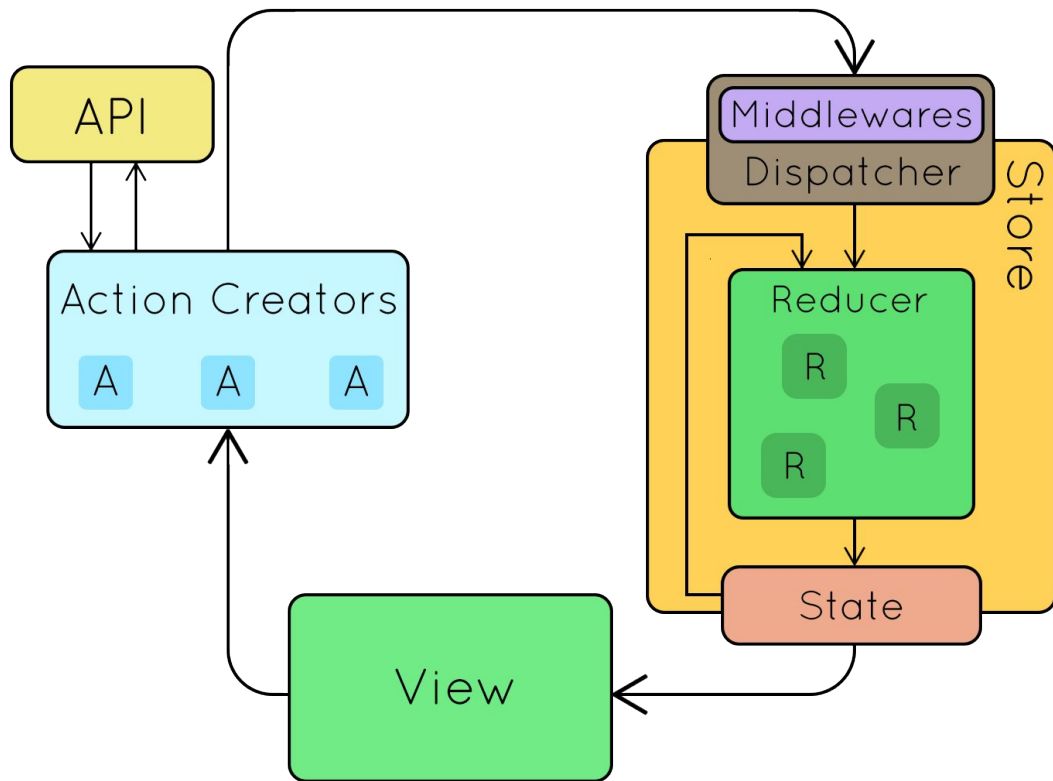 API
Middlewares
Dispatcher
Store
Action Creators
A
A
A
Reducer
R
R
R
State
View